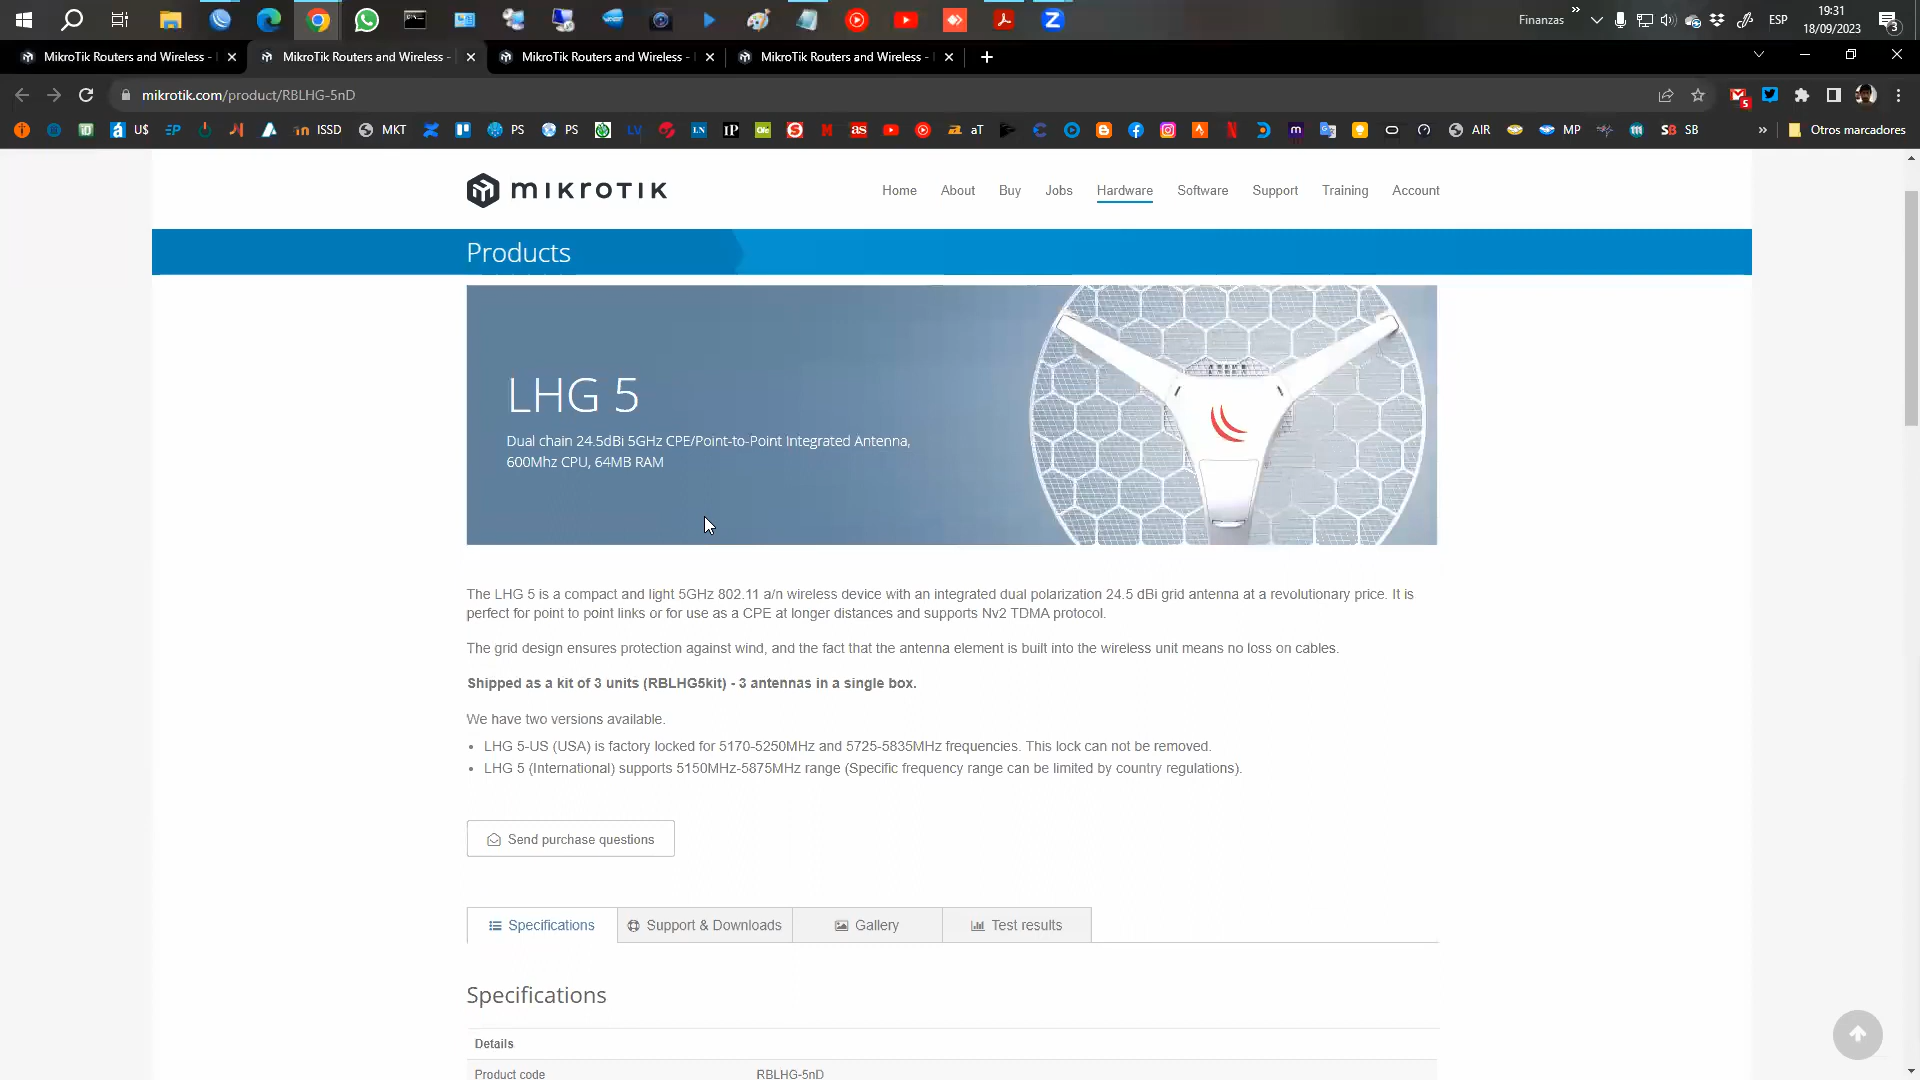 Finanzas
19:31
ESP
18/09/2023
3
MikroTik Routers and Wireless -
MikroTik Routers and Wireless -
MikroTik Routers and Wireless -
MikroTik Routers and Wireless -
mikrotik.com/product/RBLHG-5nD
5
U$
ISSD
MKT
PS
PS
LV
LN
IP
Ole
as
aT
AIR
MP
SB
SB
Otros marcadores
MIKROTIK
Home
About
Buy
Jobs
Hardware
Software
Support
Training
Account
Products
LHG 5
Dual chain 24.5dBi 5GHz CPE/Point-to-Point Integrated Antenna,
600Mhz CPU, 64MB RAM
The LHG 5 is a compact and light 5GHz 802.11 a/n wireless device with an integrated dual polarization 24.5 dBi grid antenna at a revolutionary price. It is
perfect for point to point links or for use as a CPE at longer distances and supports Nv2 TDMA protocol.
The grid design ensures protection against wind, and the fact that the antenna element is built into the wireless unit means no loss on cables.
Shipped as a kit of 3 units (RBLHG5kit) - 3 antennas in a single box.
We have two versions available.
LHG 5-US (USA) is factory locked for 5170-5250MHz and 5725-5835MHz frequencies. This lock can not be removed.
LHG 5 (International) supports 5150MHz-5875MHz range (Specific frequency range can be limited by country regulations).
Send purchase questions
Specifications
Support & Downloads
Gallery
Test results
Specifications
Details
Product code
RBLHG-5nD